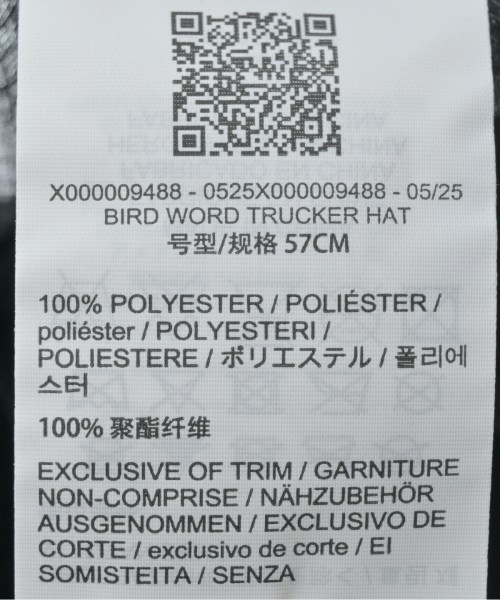 X000009488 - 0525X000009488 - 05/25
BIRD WORD TRUCKER HAT
号型/规格 57CM
100% POLYESTER / POLIÉSTER /
poliéster / POLYESTERI /
POLIESTERE / ポリエステル / 폴리에
스터
100% 聚酯纤维
EXCLUSIVE OF TRIM / GARNITURE
NON-COMPRISE / NÄHZUBEHÖR
AUSGENOMMEN / EXCLUSIVO DE
CORTE / exclusivo de corte / EI
SOMISTEITA / SENZA